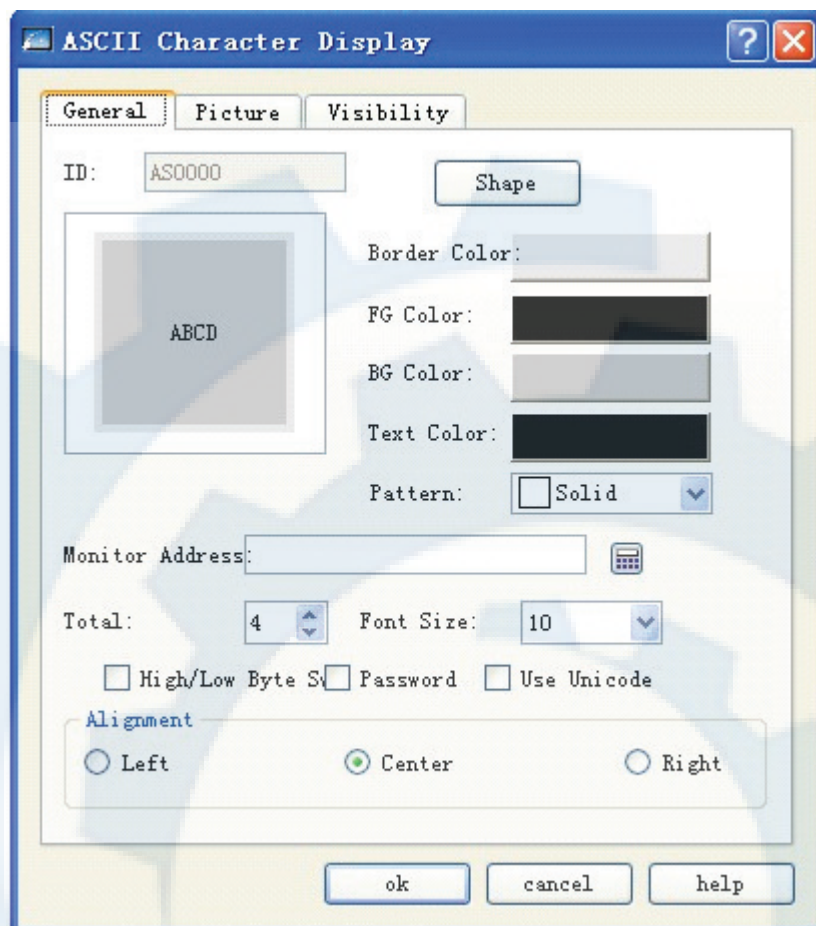 ASCII Character Display
General Picture Visibility
ID: AS0000 Shape
ABCD
Border Color:
FG Color:
BG Color:
Text Color:
Pattern: Solid
Monitor Address:
Total: 4 Font Size: 10
High/Low Byte Password Use Unicode
Alignment
Left Center Right
ok cancel help